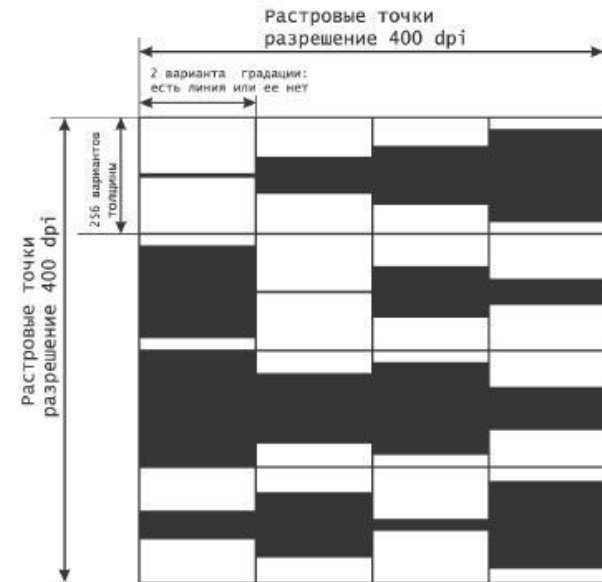 Растровые точки
разрешение 400 dpi
2 варианта градации:
есть линия или ее нет
256 вариантов
толщины
Растровые точки
разрешение 400 dpi